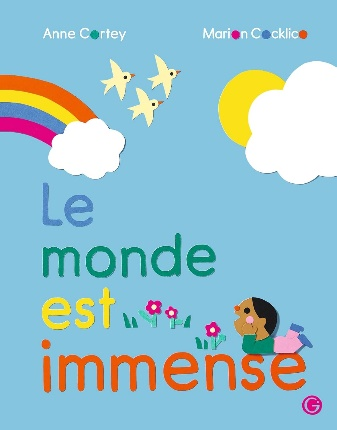 Anne Cortey Marion Cocklico
Le
monde
est
immense
G